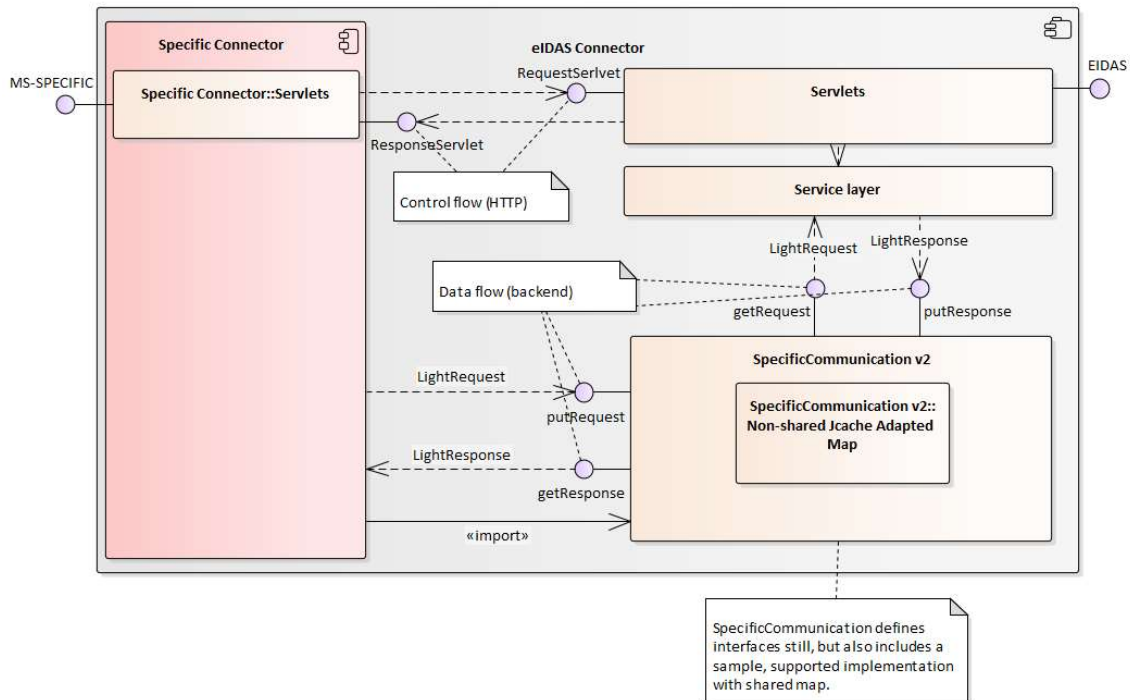 Specific Connector
eIDAS Connector
MS-SPECIFIC
Specific Connector::Servlets
RequestSerlvet
Servlets
EIDAS
ResponseServlet
Control flow (HTTP)
Service layer
LightRequest
LightResponse
Data flow (backend)
getRequest
putResponse
SpecificCommunication v2
LightRequest
putRequest
SpecificCommunication v2::
Non-shared Jcache Adapted
Map
LightResponse
getResponse
«import»
SpecificCommunication defines
interfaces still, but also includes a
sample, supported implementation
with shared map.